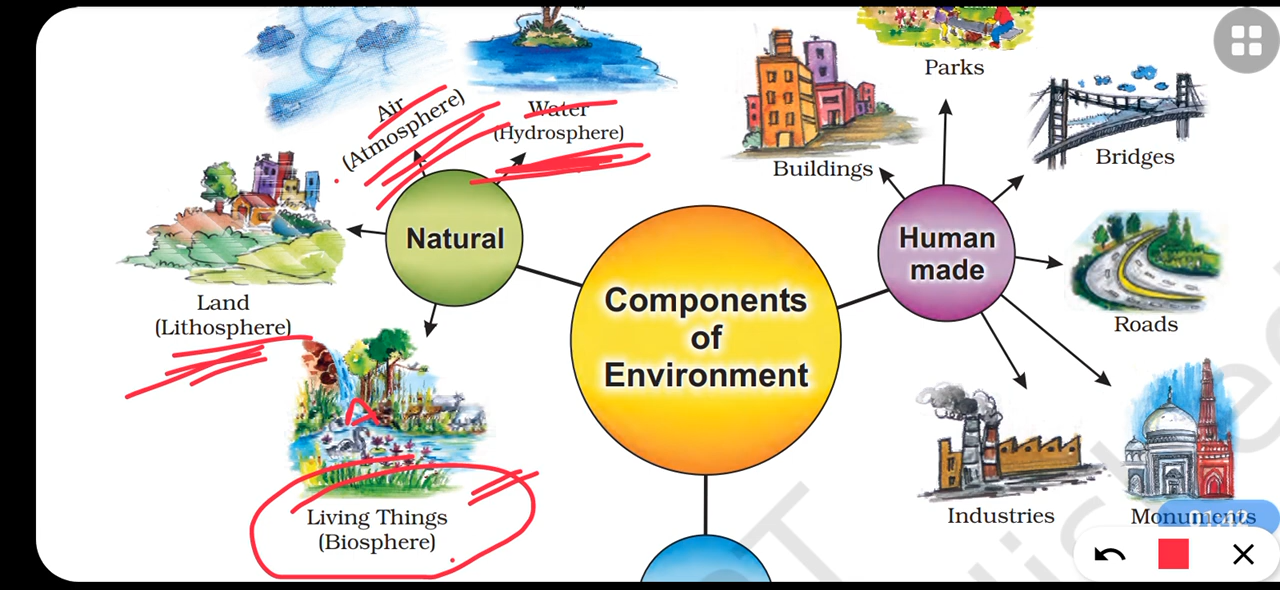 Air
(Atmosphere)
Water
(Hydrosphere)
Land
(Lithosphere)
Living Things
(Biosphere)
Natural
Components
of
Environment
Human
made
Parks
Buildings
Bridges
Roads
Industries
Monuments